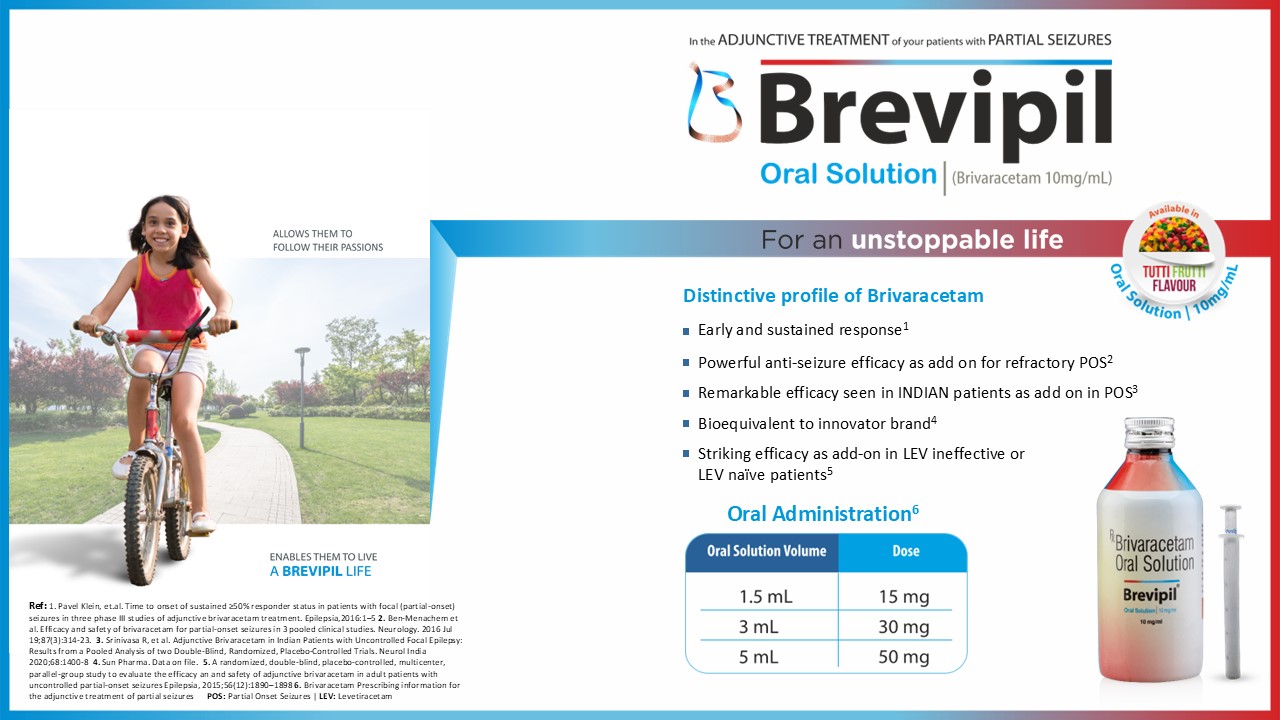 In the ADJUNCTIVE TREATMENT of your patients with PARTIAL SEIZURES
Brevipil
Oral Solution | (Brivaracetam 10mg/mL)
For an unstoppable life
Available in
TUTTI FRUTTI
FLAVOUR
Oral Solution | 10mg/mL
ALLOWS THEM TO
FOLLOW THEIR PASSIONS
ENABLES THEM TO LIVE
A BREVIPIL LIFE
Distinctive profile of Brivaracetam
Early and sustained response1
Powerful anti-seizure efficacy as add on for refractory POS2
Remarkable efficacy seen in INDIAN patients as add on in POS3
Bioequivalent to innovator brand4
Striking efficacy as add-on in LEV ineffective or
LEV naïve patients5
Oral Administration6
Oral Solution Volume Dose
1.5 mL 15 mg
3 mL 30 mg
5 mL 50 mg
Brivaracetam
Oral Solution
Brevipil
Oral Solution | 10 mg/ml
10 mg/ml
Ref: 1. Pavel Klein, et.al. Time to onset of sustained ≥50% responder status in patients with focal (partial-onset)
seizures in three phase III studies of adjunctive brivaracetam treatment. Epilepsia,2016:1–5 2. Ben-Menachem et
al. Efficacy and safety of brivaracetam for partial-onset seizures in 3 pooled clinical studies. Neurology. 2016 Jul
19;87(3):314-23. 3. Srinivasa R, et al. Adjunctive Brivaracetam in Indian Patients with Uncontrolled Focal Epilepsy:
Results from a Pooled Analysis of two Double-Blind, Randomized, Placebo-Controlled Trials. Neurol India
2020;68:1400-8 4. Sun Pharma. Data on file. 5. A randomized, double-blind, placebo-controlled, multicenter,
parallel-group study to evaluate the efficacy an and safety of adjunctive brivaracetam in adult patients with
uncontrolled partial-onset seizures Epilepsia, 2015;56(12):1890–1898 6. Brivaracetam Prescribing information for
the adjunctive treatment of partial seizures POS: Partial Onset Seizures | LEV: Levetiracetam